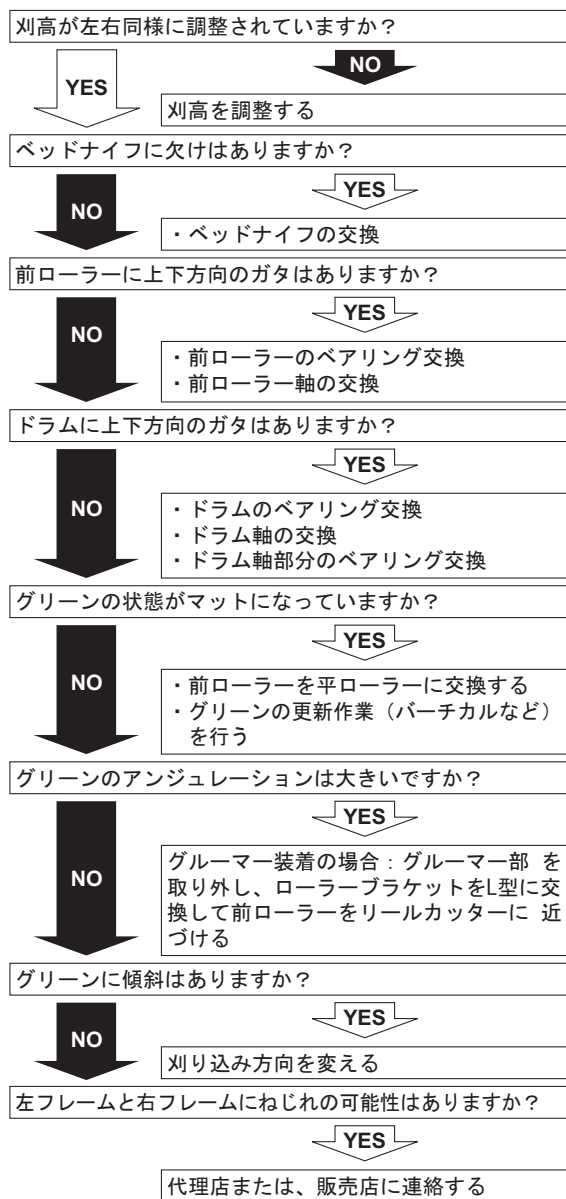 刈高が左右同様に調整されていますか？
YES
NO
刈高を調整する
ベッドナイフに欠けはありますか？
NO
YES
・ベッドナイフの交換
前ローラーに上下方向のガタはありますか？
NO
YES
・前ローラーのベアリング交換
・前ローラー軸の交換
ドラムに上下方向のガタはありますか？
NO
YES
・ドラムのベアリング交換
・ドラム軸の交換
・ドラム軸部分のベアリング交換
グリーンの状態がマットになっていますか？
NO
YES
・前ローラーを平ローラーに交換する
・グリーンの更新作業（バーチカルなど）
を行う
グリーンのアンジュレーションは大きいですか？
NO
YES
グルーマー装着の場合：グルーマー部 を
取り外し、ローラーブラケットをL型に交
換して前ローラーをリールカッターに 近
づける
グリーンに傾斜はありますか？
NO
YES
刈り込み方向を変える
左フレームと右フレームにねじれの可能性はありますか？
YES
代理店または、販売店に連絡する